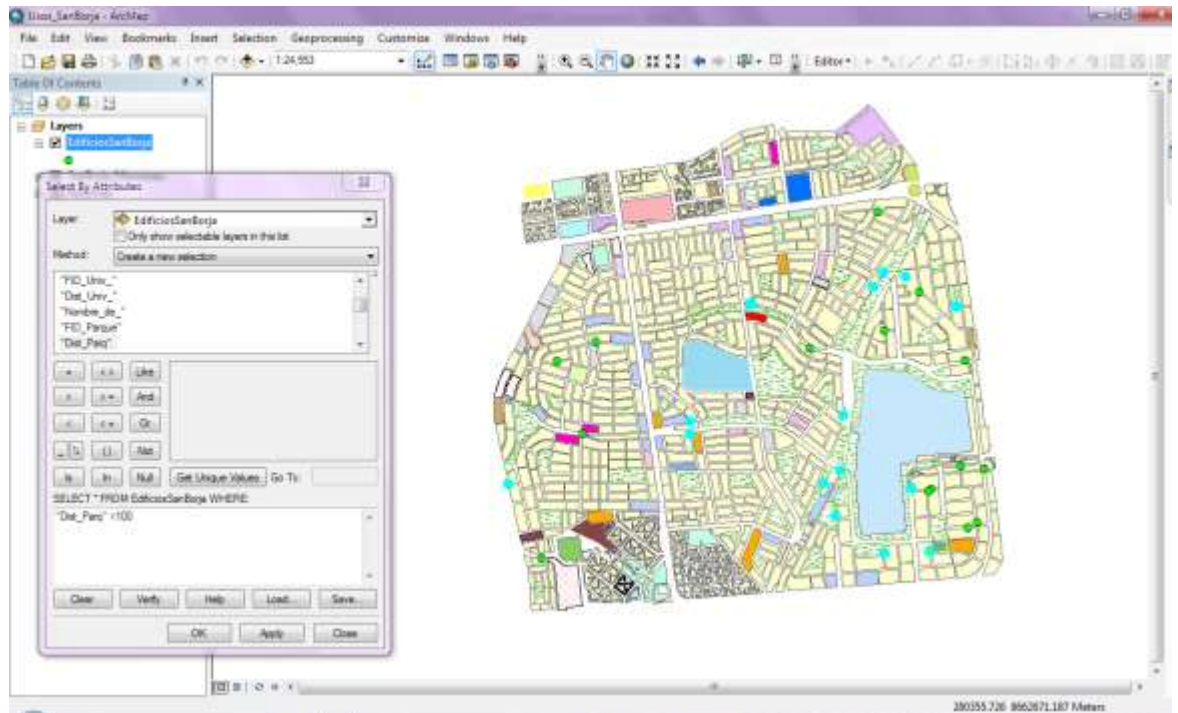 Usos_SanBorja - ArcMap
File Edit View Bookmarks Insert Selection Geoprocessing Customize Windows Help
1:24,553
Editor
Table Of Contents
Layers
EdificiosSanBorja
Select By Attributes
Layer: EdificiosSanBorja
Only show selectable layers in this list
Method: Create a new selection
"FID_Univ_"
"Dist_Univ_"
"Nombre_de_"
"FID_Parque"
"Dist_Parq"
= < > Like
> > = And
< < = Or
_ % ( ) Not
Is In Null Get Unique Values Go To:
SELECT * FROM EdificiosSanBorja WHERE:
"Dist_Parq" <100
Clear Verify Help Load... Save...
OK Apply Close
280355.726 8662671.187 Meters